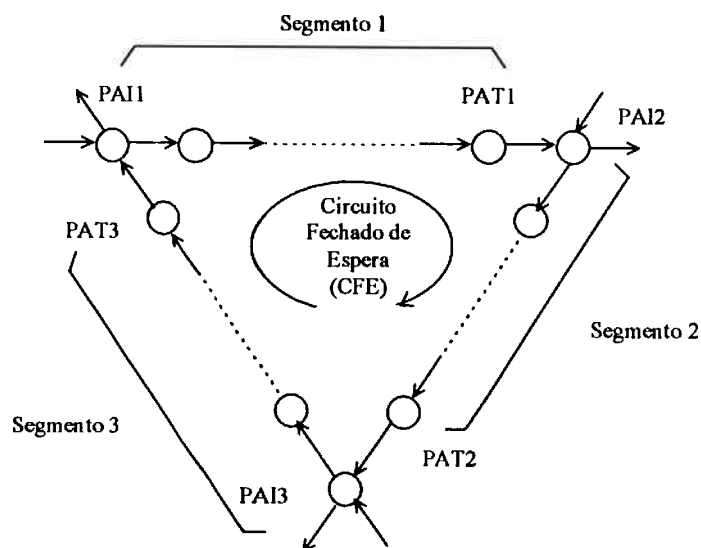 Segmento 1
PAI1
PAT1
PAI2
Circuito
Fechado de
Espera
(CFE)
PAT3
Segmento 2
Segmento 3
PAT2
PAI3